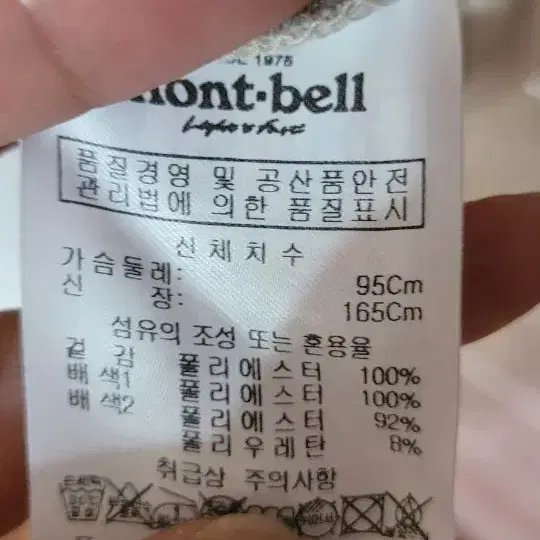 1975
mont·bell
Light & Fast
품질경영 및 공산품안전
관리법에 의한 품질표시
신체치수
가슴둘레: 95Cm
신 장: 165Cm
섬유의 조성 또는 혼용율
겉 감 폴리에스터 100%
배색1 폴리에스터 100%
배색2 폴리에스터 92%
폴리우레탄 8%
취급상 주의사항